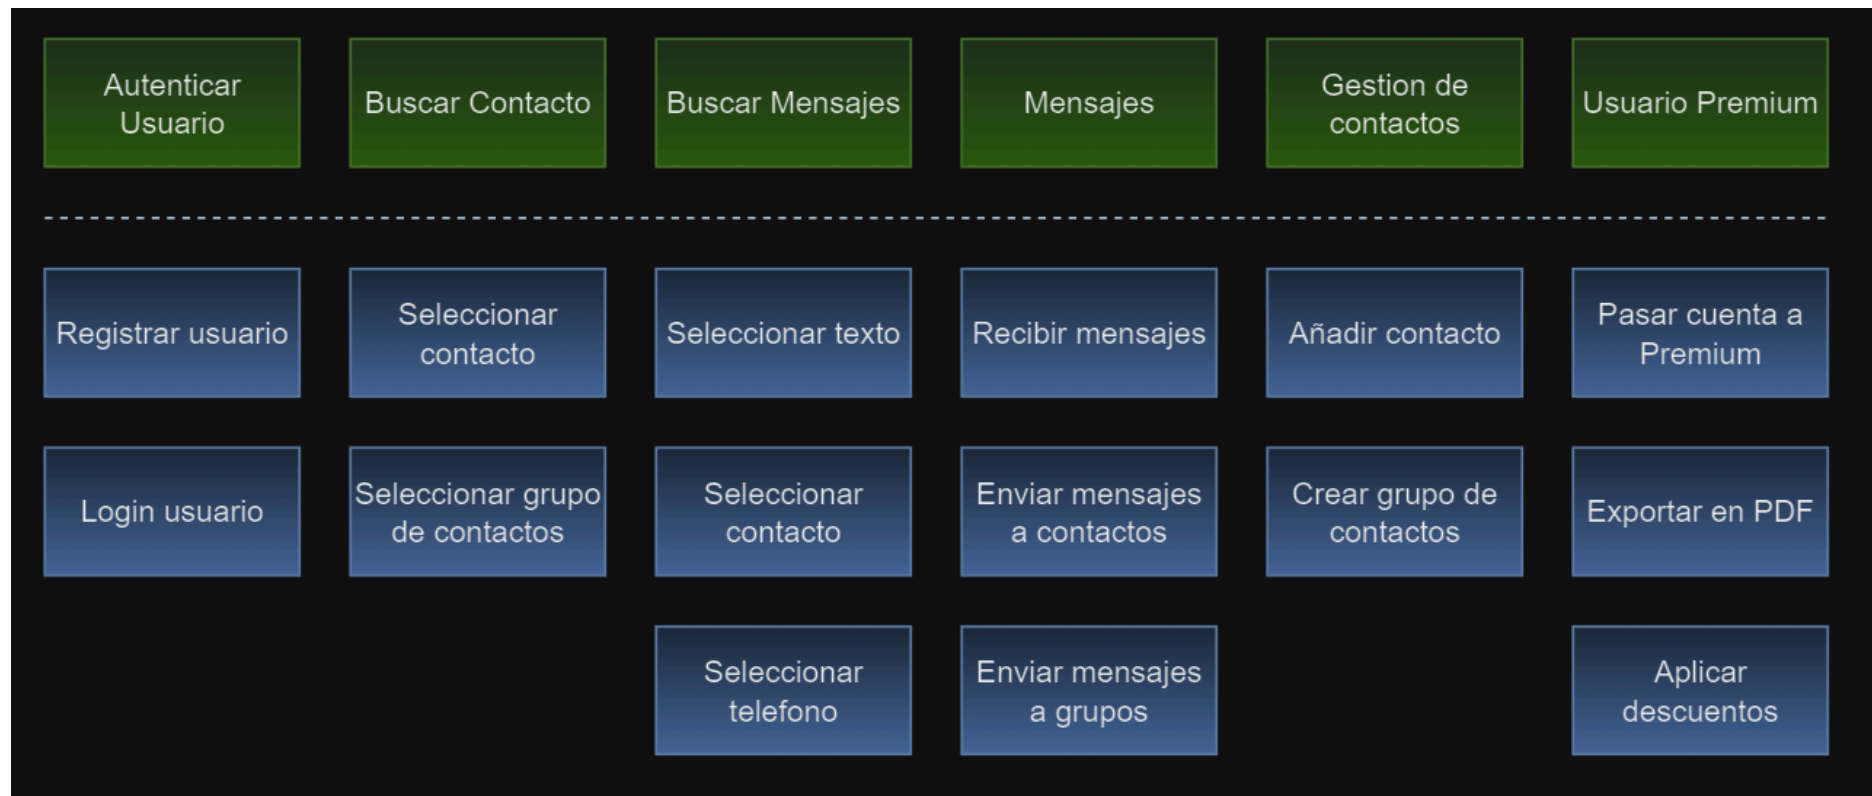 Autenticar
Usuario
Buscar Contacto
Buscar Mensajes
Mensajes
Gestion de
contactos
Usuario Premium
Registrar usuario
Seleccionar
contacto
Seleccionar texto
Recibir mensajes
Añadir contacto
Pasar cuenta a
Premium
Login usuario
Seleccionar grupo
de contactos
Seleccionar
contacto
Enviar mensajes
a contactos
Crear grupo de
contactos
Exportar en PDF
Seleccionar
telefono
Enviar mensajes
a grupos
Aplicar
descuentos